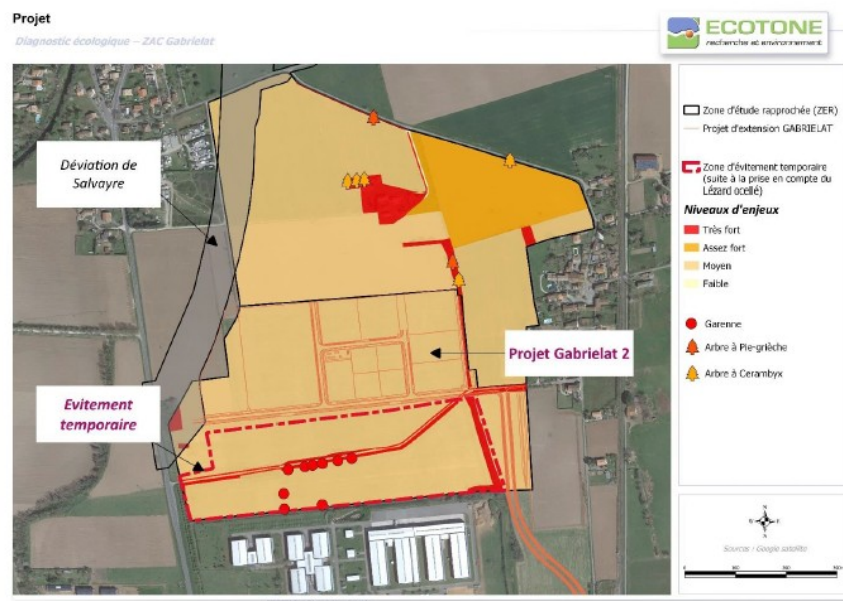 Projet
Diagnostic écologique – ZAC Gabrielat
ECOTONE
recherche et environnement
Déviation de
Salvayre
Projet Gabrielat 2
Evitement
temporaire
Zone d'étude rapprochée (ZER)
Projet d'extension GABRIELAT
Zone d'évitement temporaire
(suite à la prise en compte du
Lézard ocellé)
Niveaux d'enjeux
Très fort
Assez fort
Moyen
Faible
Garenne
Arbre à Pie-grièche
Arbre à Cerambyx
N
W E
S
Sources : Google satellite
0